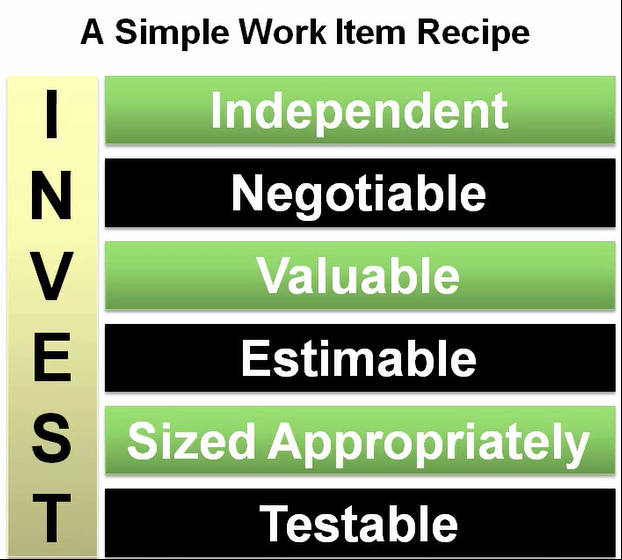 A Simple Work Item Recipe
I Independent
N Negotiable
V Valuable
E Estimable
S Sized Appropriately
T Testable